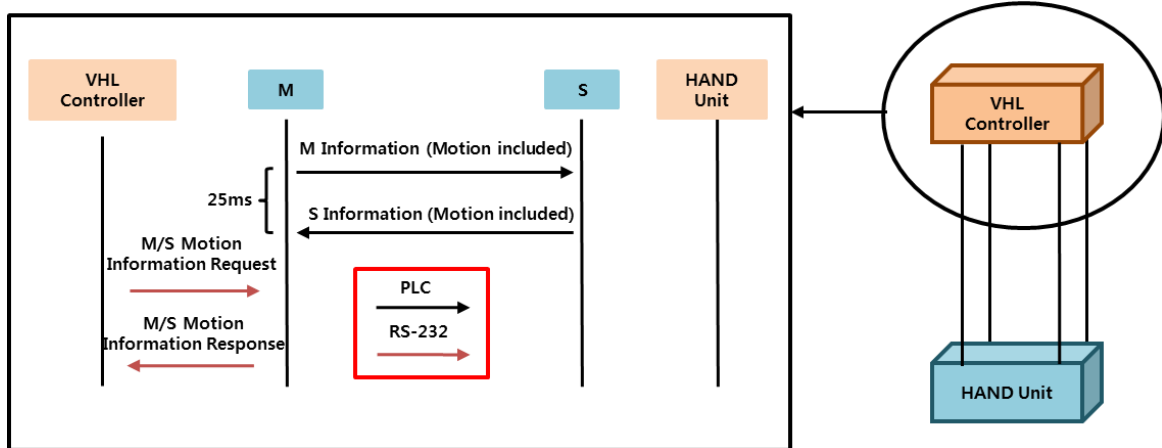 VHL
Controller
M
S
HAND
Unit
M Information (Motion included)
25ms
S Information (Motion included)
M/S Motion
Information Request
PLC
M/S Motion
Information Response
RS-232
VHL
Controller
HAND Unit